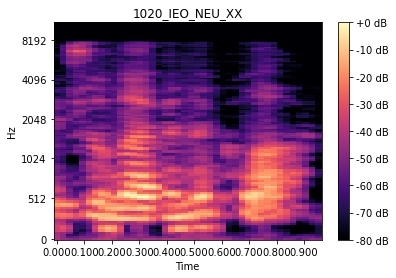 1020_IEO_NEU_XX
+0 dB
8192
-10 dB
4096
-20 dB
-30 dB
2048
Hz
-40 dB
1024
-50 dB
512
-60 dB
-70 dB
0
-80 dB
0.0000.1000.2000.3000.4000.5000.6000.7000.8000.900
Time